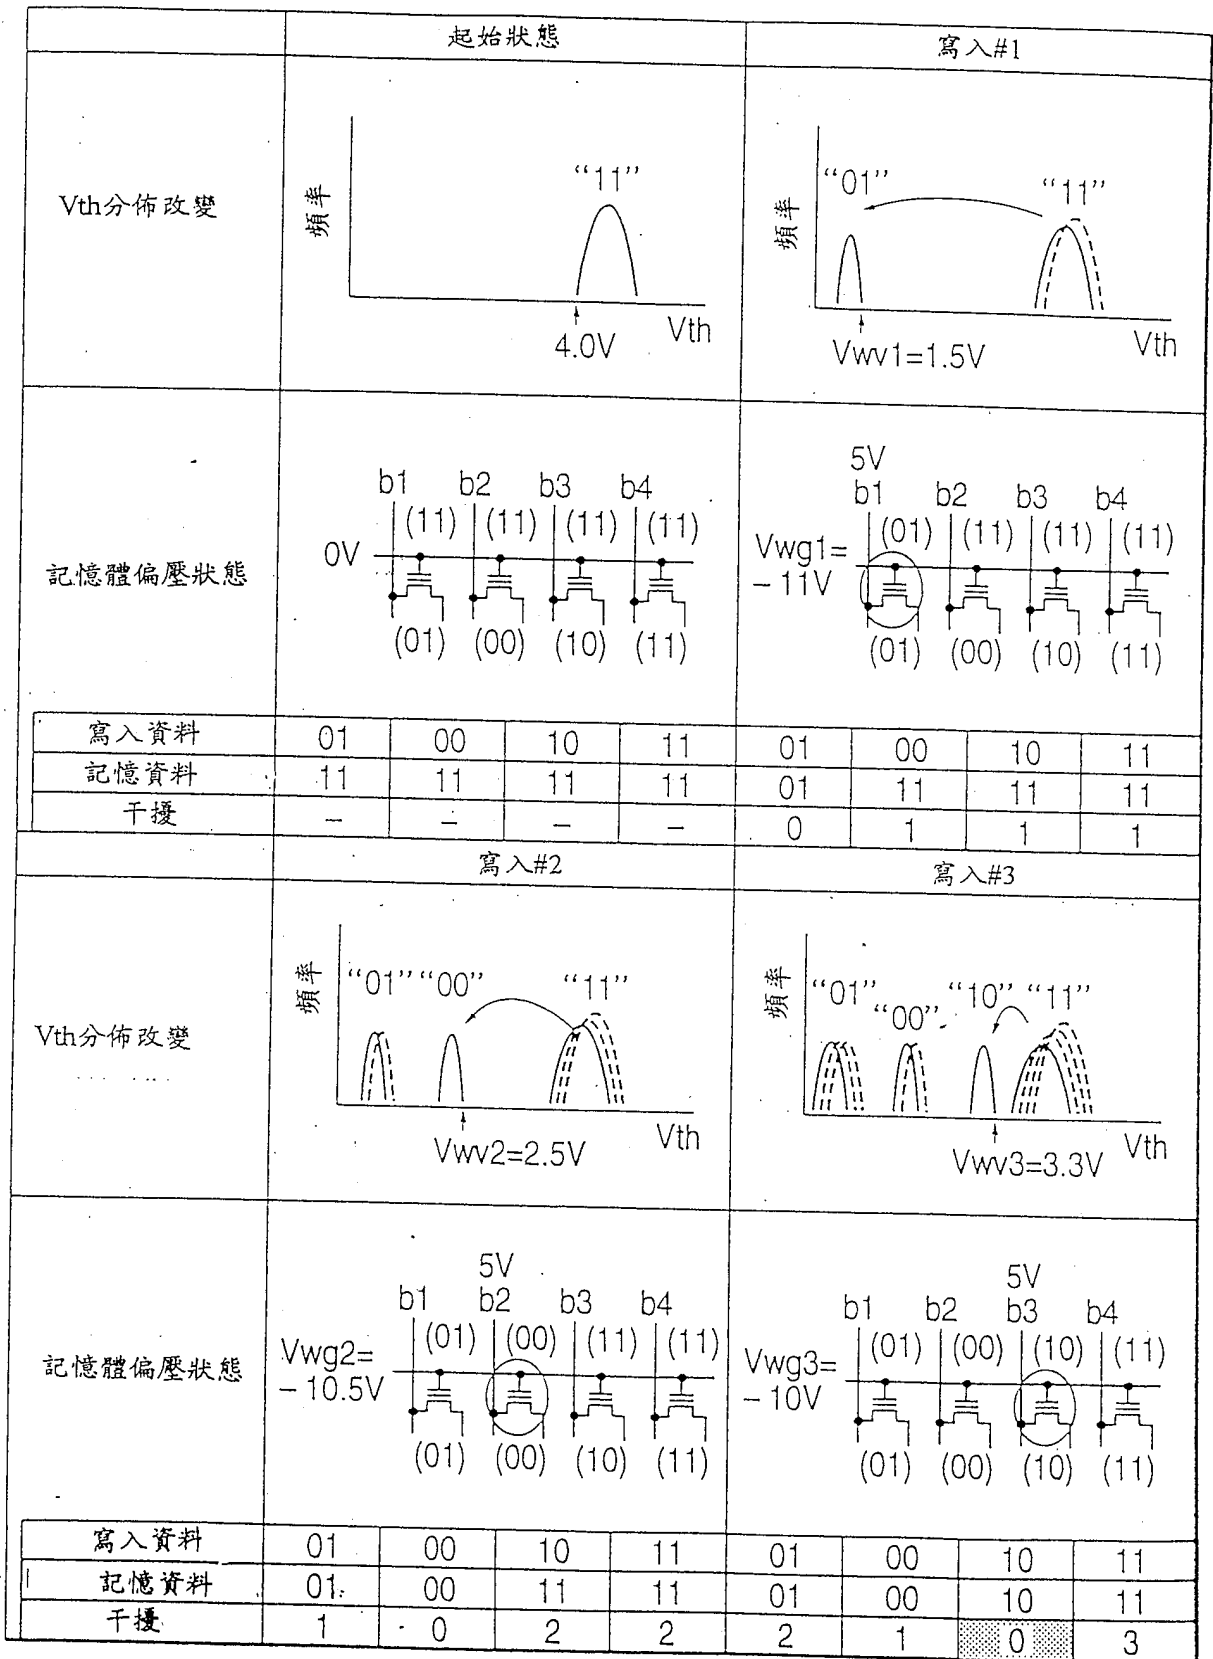 起始狀態
寫入#1
Vth分佈改變
頻率
“11”
4.0V
Vth
頻率
“01”
“11”
Vwv1=1.5V
Vth
記憶體偏壓狀態
b1 b2 b3 b4
(11) (11) (11) (11)
0V
(01) (00) (10) (11)
5V
b1 b2 b3 b4
(01) (11) (11) (11)
Vwg1=
－11V
(01) (00) (10) (11)
寫入資料 01 00 10 11 01 00 10 11
記憶資料 11 11 11 11 01 11 11 11
干擾 – – – – 0 1 1 1
寫入#2
寫入#3
Vth分佈改變
頻率
“01” “00” “11”
Vwv2=2.5V
Vth
頻率
“01” “00” “10” “11”
Vwv3=3.3V
Vth
記憶體偏壓狀態
5V
b1 b2 b3 b4
(01) (00) (11) (11)
Vwg2=
－10.5V
(01) (00) (10) (11)
5V
b1 b2 b3 b4
(01) (00) (10) (11)
Vwg3=
－10V
(01) (00) (10) (11)
寫入資料 01 00 10 11 01 00 10 11
記憶資料 01 00 11 11 01 00 10 11
干擾 1 0 2 2 2 1 0 3